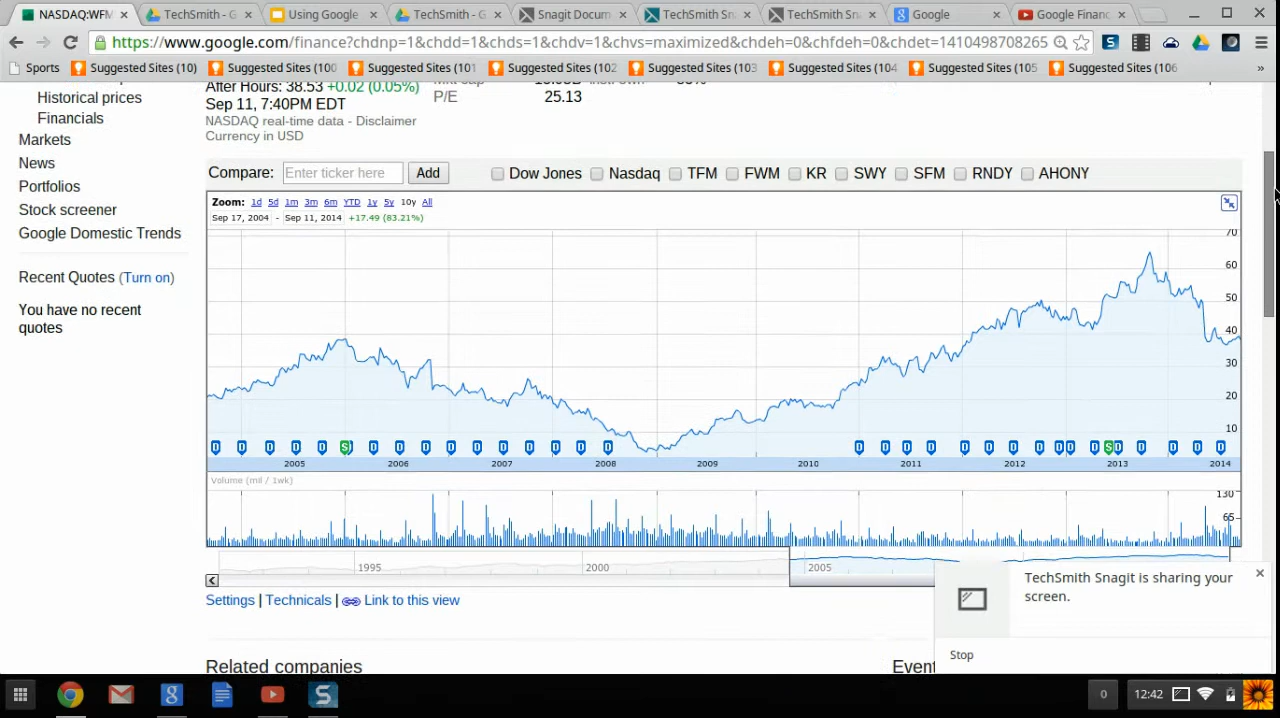 NASDAQ:WFM
TechSmith - G
Using Google
TechSmith - G
Snagit Docum
TechSmith Sn
TechSmith Sn
Google
Google Financ
https://www.google.com/finance?chdnp=1&chdd=1&chds=1&chdv=1&chvs=maximized&chdeh=0&chfdeh=0&chdet=1410498708265
Sports
Suggested Sites (10)
Suggested Sites (100
Suggested Sites (101
Suggested Sites (102
Suggested Sites (103
Suggested Sites (104
Suggested Sites (105
Suggested Sites (106
»
Historical prices
Financials
Markets
News
Portfolios
Stock screener
Google Domestic Trends
Recent Quotes (Turn on)
You have no recent
quotes
After Hours: 38.53 +0.02 (0.05%)
Sep 11, 7:40PM EDT
NASDAQ real-time data - Disclaimer
Currency in USD
P/E 25.13
Compare: Enter ticker here Add Dow Jones Nasdaq TFM FWM KR SWY SFM RNDY AHONY
Zoom: 1d 5d 1m 3m 6m YTD 1y 5y 10y All
Sep 17, 2004 - Sep 11, 2014 +17.49 (83.21%)
70
60
50
40
30
20
10
D D D D D S D D D D D D D D D D D D D D D D D D D D S D D D D D
2005 2006 2007 2008 2009 2010 2011 2012 2013 2014
Volume (mil / 1wk)
130
65
1995 2000 2005
Settings | Technicals | Link to this view
TechSmith Snagit is sharing your
screen.
Stop
Related companies
Event
S
0
12:42